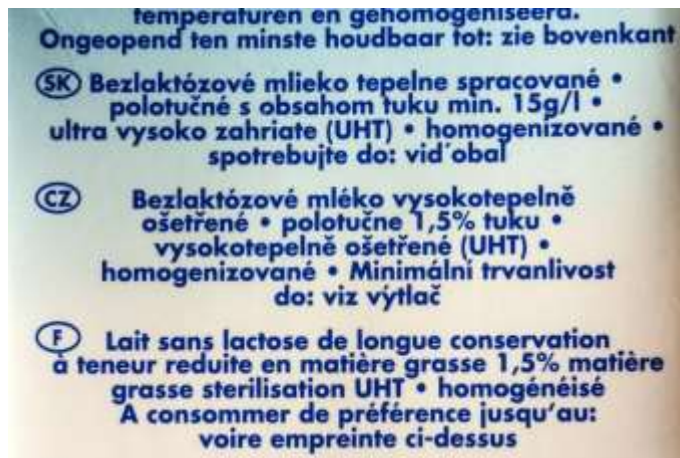 temperaturen en gehomogeniseerd.
Ongeopend ten minste houdbaar tot: zie bovenkant
SK Bezlaktózové mlieko tepelne spracované •
polotučné s obsahom tuku min. 15g/l •
ultra vysoko zahriate (UHT) • homogenizované •
spotrebujte do: viď obal
CZ Bezlaktózové mléko vysokotepelně
ošetřené • polotučne 1,5% tuku •
vysokotepelně ošetřené (UHT) •
homogenizované • Minimální trvanlivost
do: viz výtlač
F Lait sans lactose de longue conservation
à teneur reduite en matière grasse 1,5% matière
grasse sterilisation UHT • homogénéisé
A consommer de préférence jusqu'au:
voire empreinte ci-dessus